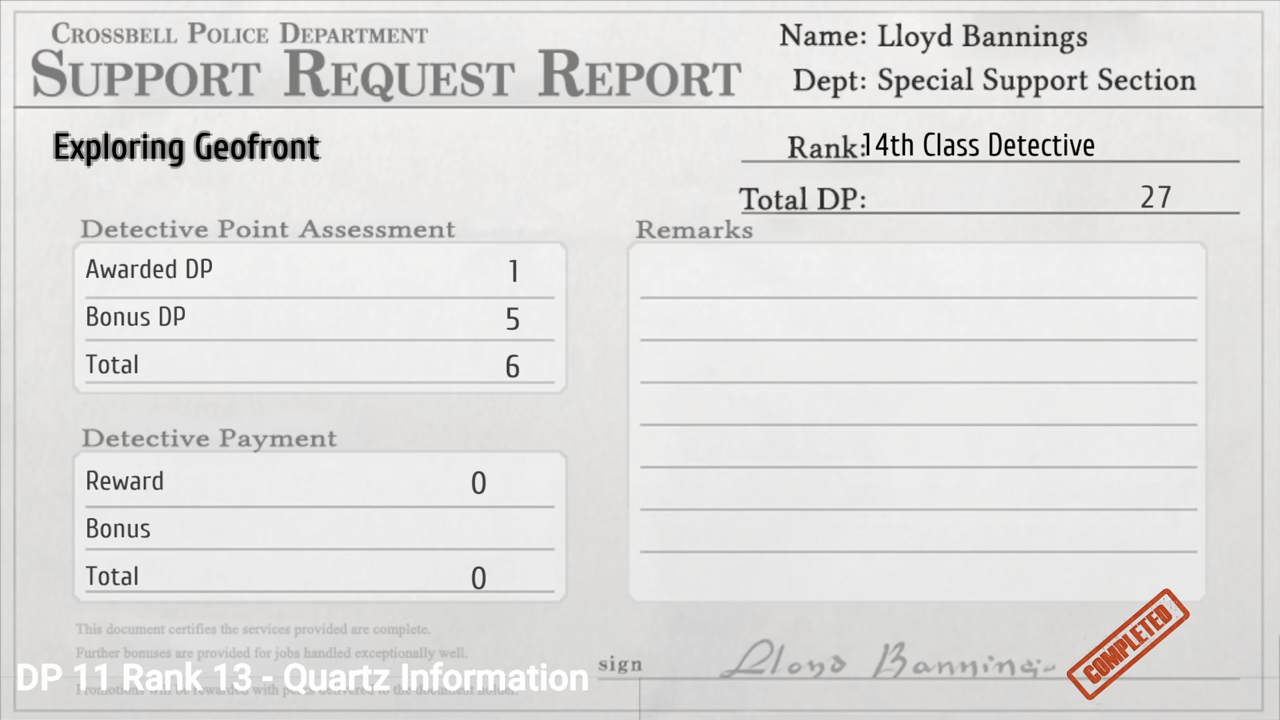 CROSSBELL POLICE DEPARTMENT
SUPPORT REQUEST REPORT
Name: Lloyd Bannings
Dept: Special Support Section
Exploring Geofront
Rank: 14th Class Detective
Total DP: 27
Detective Point Assessment
Awarded DP 1
Bonus DP 5
Total 6
Detective Payment
Reward 0
Bonus
Total 0
Remarks
This document certifies the services provided are complete.
Further bonuses are provided for jobs handled exceptionally well.
DP 11 Rank 13 - Quartz Information
sign Lloyd Bannings
COMPLETED